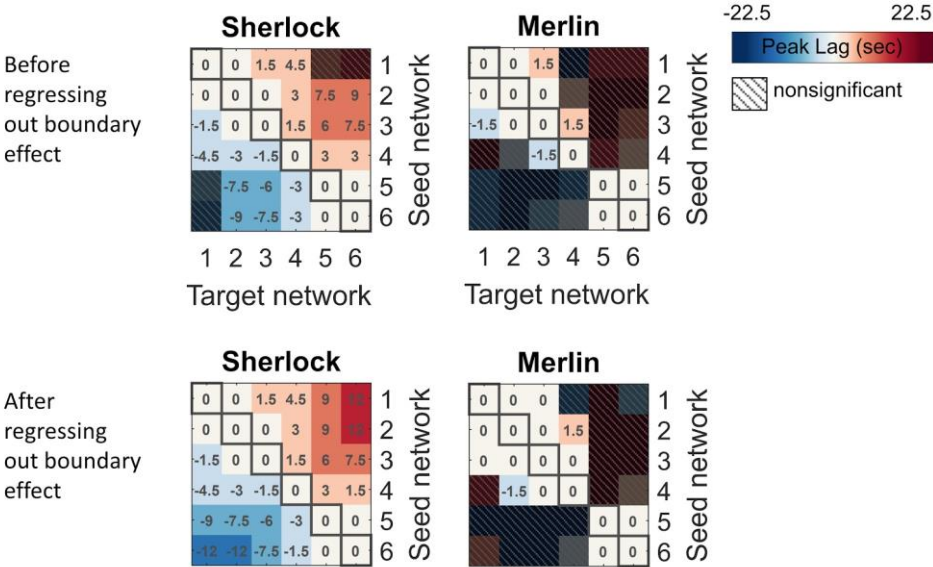 -22.5 22.5
Peak Lag (sec)
nonsignificant
Before
regressing
out boundary
effect
Sherlock
0 0 1.5 4.5 1
0 0 0 3 7.5 9 2
-1.5 0 0 1.5 6 7.5 3
-4.5 -3 -1.5 0 3 3 4
-7.5 -6 -3 0 0 5
-9 -7.5 -3 0 0 6
1 2 3 4 5 6
Target network
Seed network
Merlin
0 0 1.5 1
0 0 0 2
-1.5 0 0 1.5 3
-1.5 0 4
0 0 5
0 0 6
1 2 3 4 5 6
Target network
Seed network
After
regressing
out boundary
effect
Sherlock
0 0 1.5 4.5 9 1
0 0 0 3 9 2
-1.5 0 0 1.5 6 7.5 3
-4.5 -3 -1.5 0 3 1.5 4
-9 -7.5 -6 -3 0 0 5
-12 -12 -7.5 -1.5 0 0 6
Seed network
Merlin
0 0 0 1
0 0 0 1.5 2
0 0 0 0 3
-1.5 0 0 4
0 0 5
0 0 6
Seed network